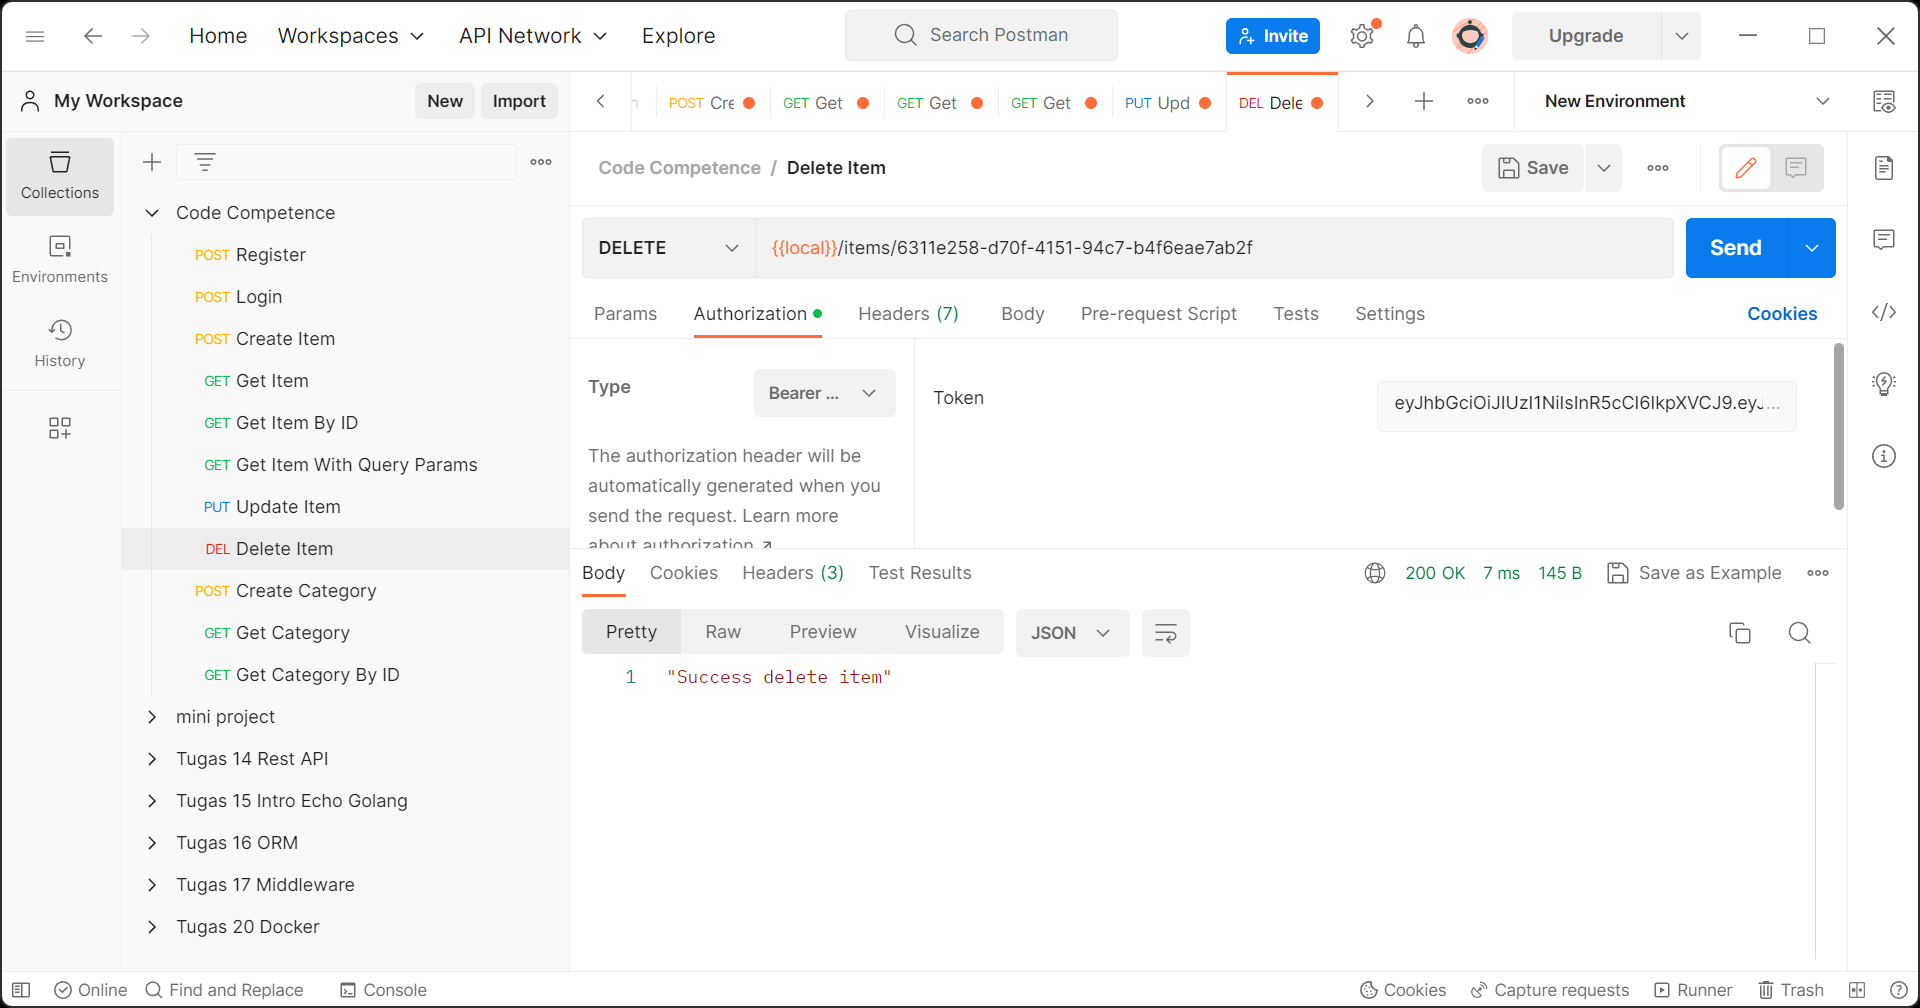 Home Workspaces API Network Explore Search Postman Invite Upgrade
My Workspace New Import
POST Cre GET Get GET Get GET Get PUT Upd DEL Dele New Environment
Collections
Environments
History
Code Competence
POST Register
POST Login
POST Create Item
GET Get Item
GET Get Item By ID
GET Get Item With Query Params
PUT Update Item
DEL Delete Item
POST Create Category
GET Get Category
GET Get Category By ID
mini project
Tugas 14 Rest API
Tugas 15 Intro Echo Golang
Tugas 16 ORM
Tugas 17 Middleware
Tugas 20 Docker
Code Competence / Delete Item Save
DELETE {{local}}/items/6311e258-d70f-4151-94c7-b4f6eae7ab2f Send
Params Authorization Headers (7) Body Pre-request Script Tests Settings Cookies
Type Bearer ...
The authorization header will be
automatically generated when you
send the request. Learn more
about authorization ↗
Token eyJhbGciOiJIUzI1NiIsInR5cCI6IkpXVCJ9.eyJ...
Body Cookies Headers (3) Test Results 200 OK 7 ms 145 B Save as Example
Pretty Raw Preview Visualize JSON
1 "Success delete item"
Online Find and Replace Console Cookies Capture requests Runner Trash